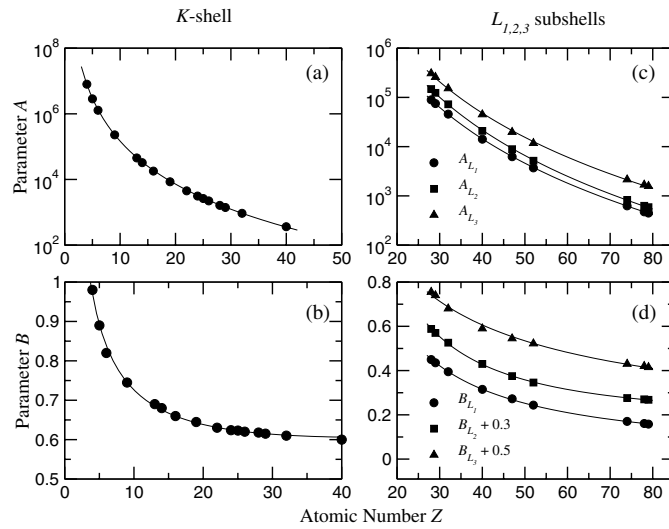 K-shell
L1,2,3 subshells
Parameter A
10^8
10^6
10^4
10^2
(a)
0 10 20 30 40 50
10^6
10^5
10^4
10^3
10^2
(c)
A_L1
A_L2
A_L3
20 30 40 50 60 70 80
Parameter B
1
0.9
0.8
0.7
0.6
0.5
(b)
0 10 20 30 40
0.8
0.6
0.4
0.2
0
(d)
B_L1
B_L2 + 0.3
B_L3 + 0.5
20 30 40 50 60 70 80
Atomic Number Z